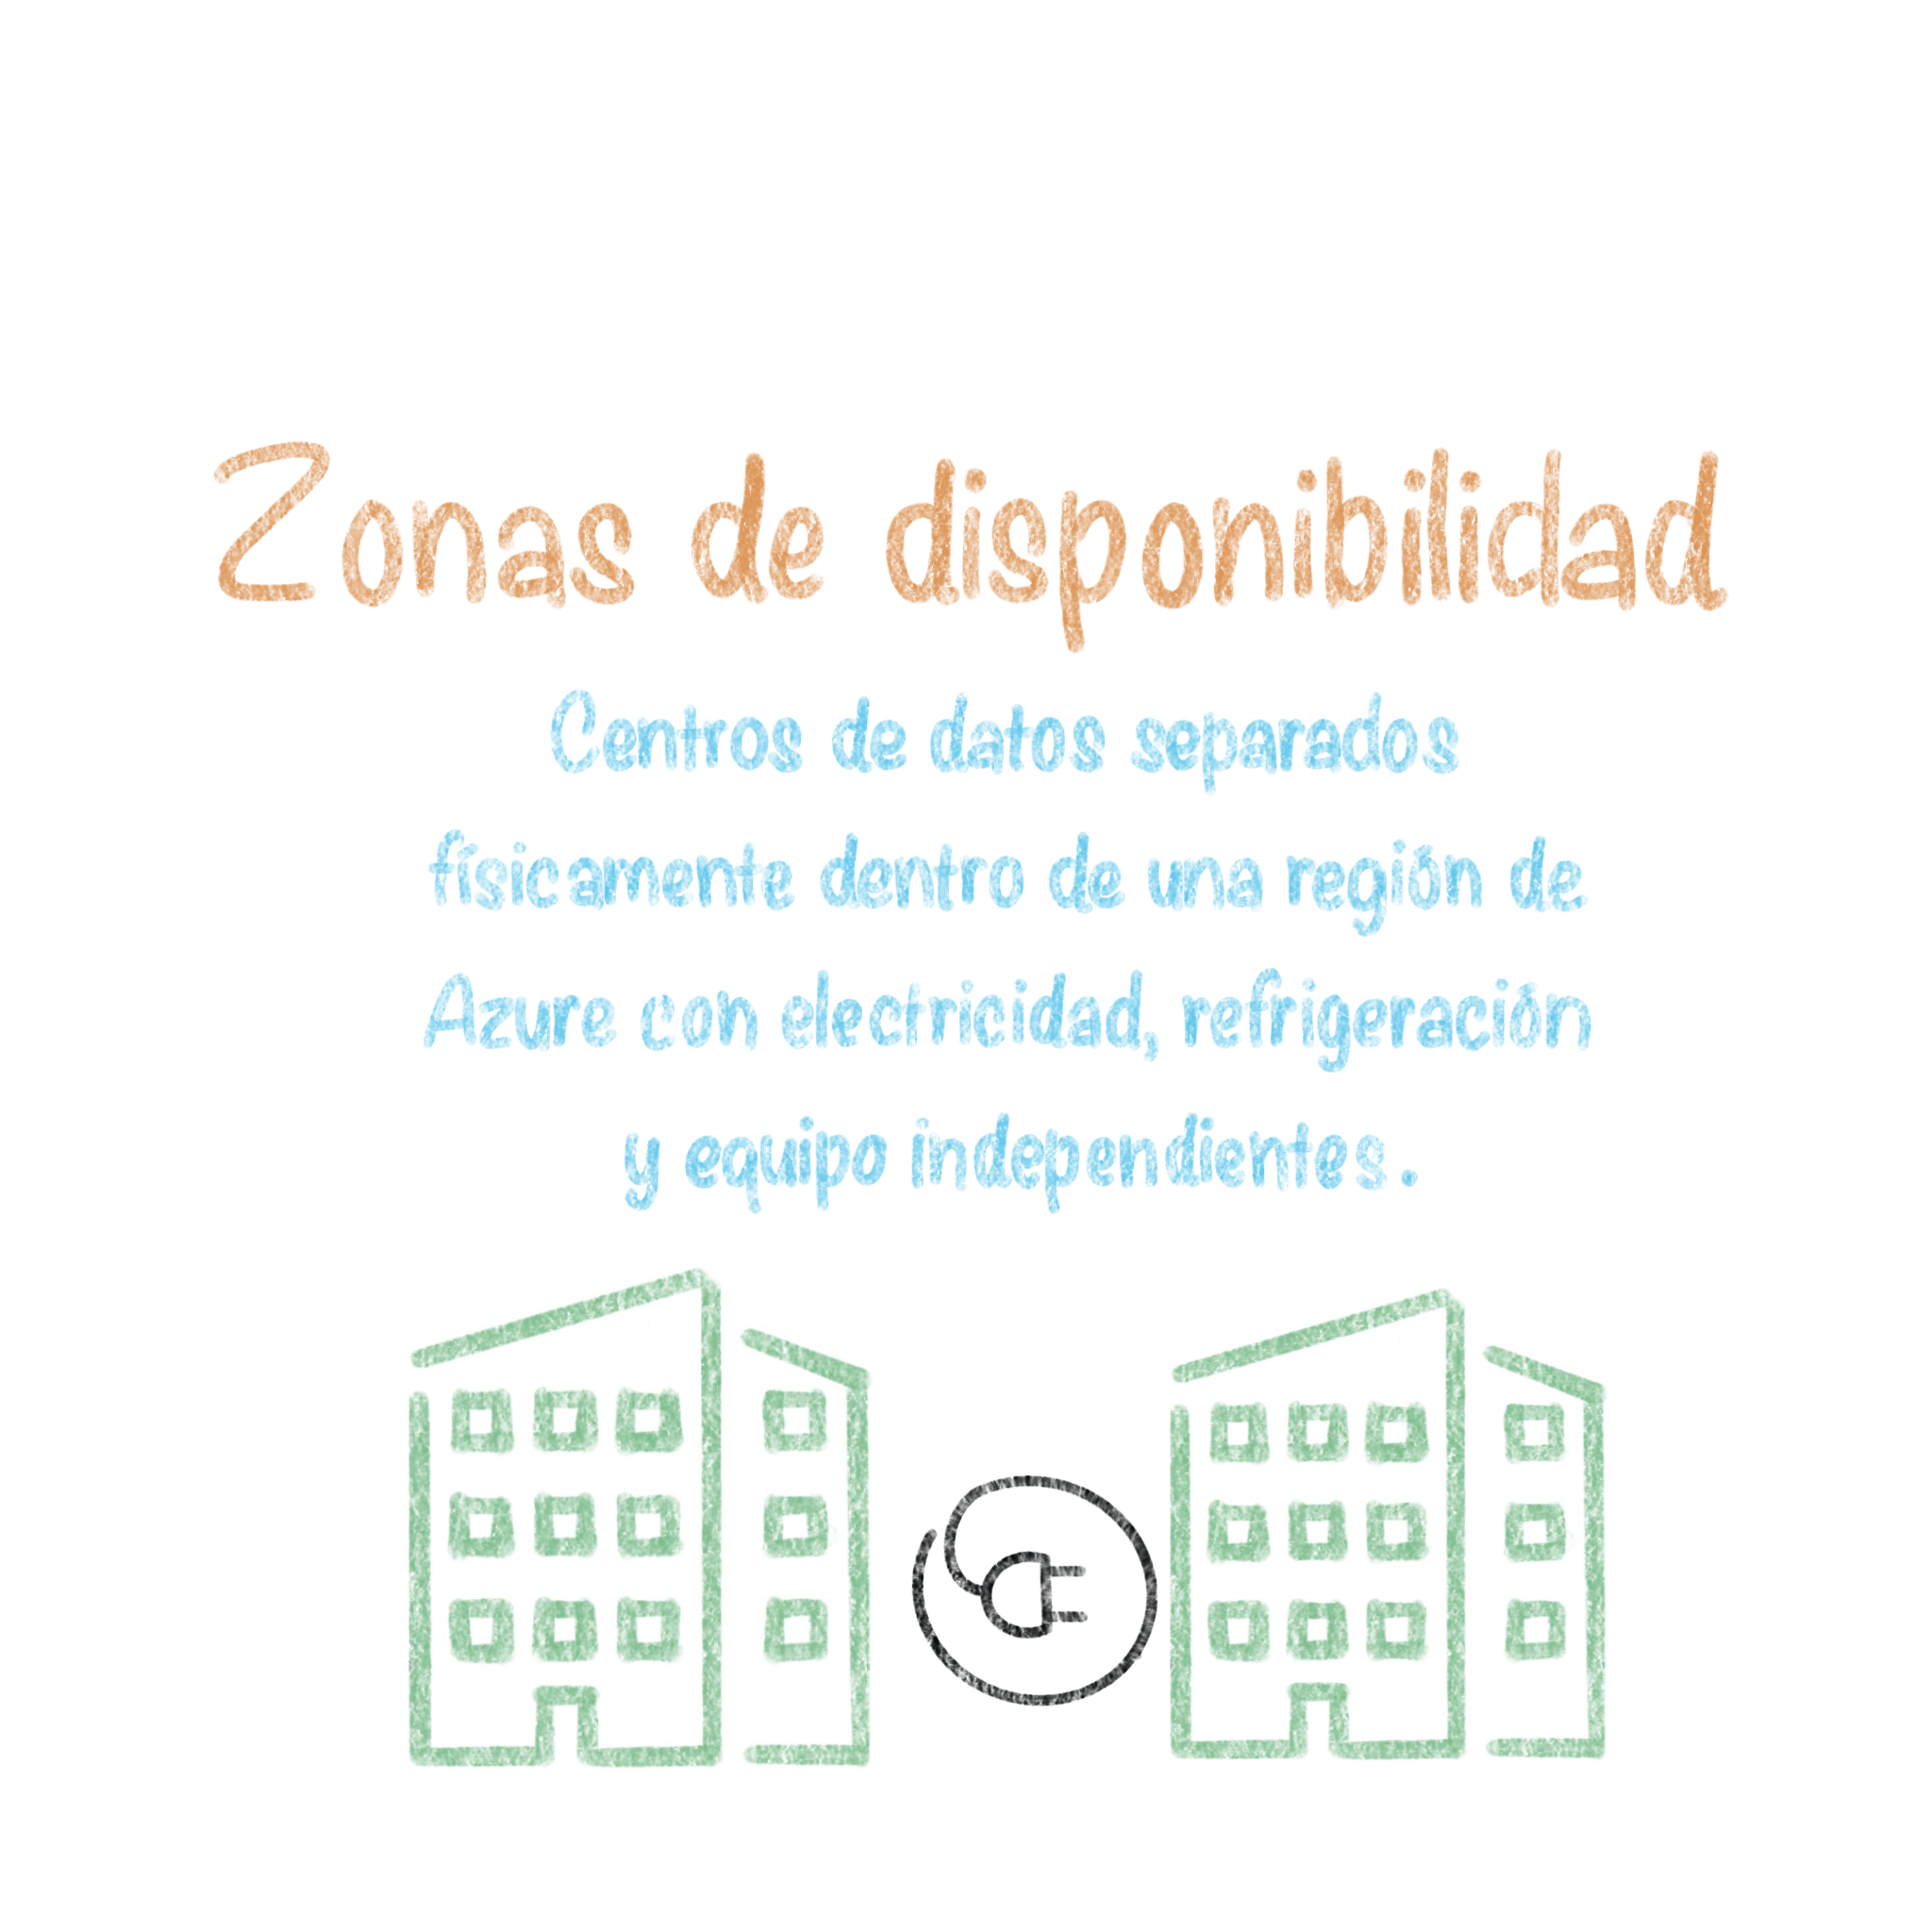 Zonas de disponibilidad
Centros de datos separados
físicamente dentro de una región de
Azure con electricidad, refrigeración
y equipo independientes.